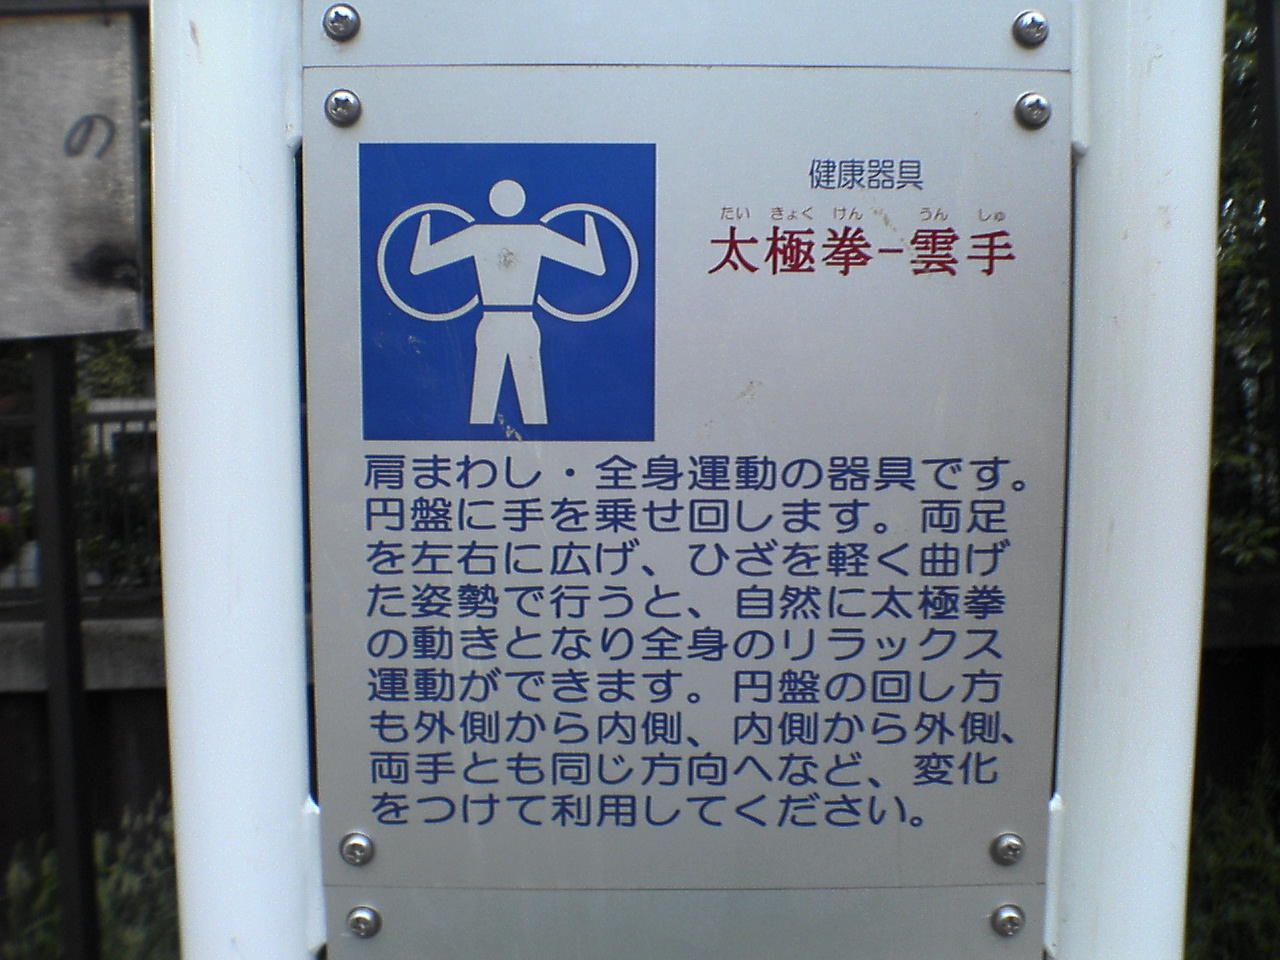 の
健康器具
たい きょく けん うん しゅ
太極拳-雲手
肩まわし・全身運動の器具です。
円盤に手を乗せ回します。両足
を左右に広げ、ひざを軽く曲げ
た姿勢で行うと、自然に太極拳
の動きとなり全身のリラックス
運動ができます。円盤の回し方
も外側から内側、内側から外側、
両手とも同じ方向へなど、変化
をつけて利用してください。